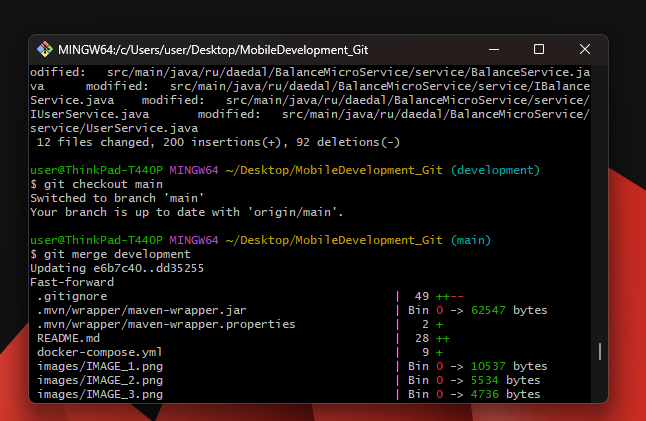 MINGW64:/c/Users/user/Desktop/MobileDevelopment_Git
odified:   src/main/java/ru/daedal/BalanceMicroService/service/BalanceService.ja
va      modified:   src/main/java/ru/daedal/BalanceMicroService/service/IBalance
Service.java    modified:   src/main/java/ru/daedal/BalanceMicroService/service/
IUserService.java       modified:   src/main/java/ru/daedal/BalanceMicroService/
service/UserService.java
 12 files changed, 200 insertions(+), 92 deletions(-)
user@ThinkPad-T440P MINGW64 ~/Desktop/MobileDevelopment_Git (development)
$ git checkout main
Switched to branch 'main'
Your branch is up to date with 'origin/main'.
user@ThinkPad-T440P MINGW64 ~/Desktop/MobileDevelopment_Git (main)
$ git merge development
Updating e6b7c40..dd35255
Fast-forward
 .gitignore                                         |  49 ++--
 .mvn/wrapper/maven-wrapper.jar                     | Bin 0 -> 62547 bytes
 .mvn/wrapper/maven-wrapper.properties              |   2 +
 README.md                                          |  28 ++
 docker-compose.yml                                 |   9 +
 images/IMAGE_1.png                                 | Bin 0 -> 10537 bytes
 images/IMAGE_2.png                                 | Bin 0 -> 5534 bytes
 images/IMAGE_3.png                                 | Bin 0 -> 4736 bytes